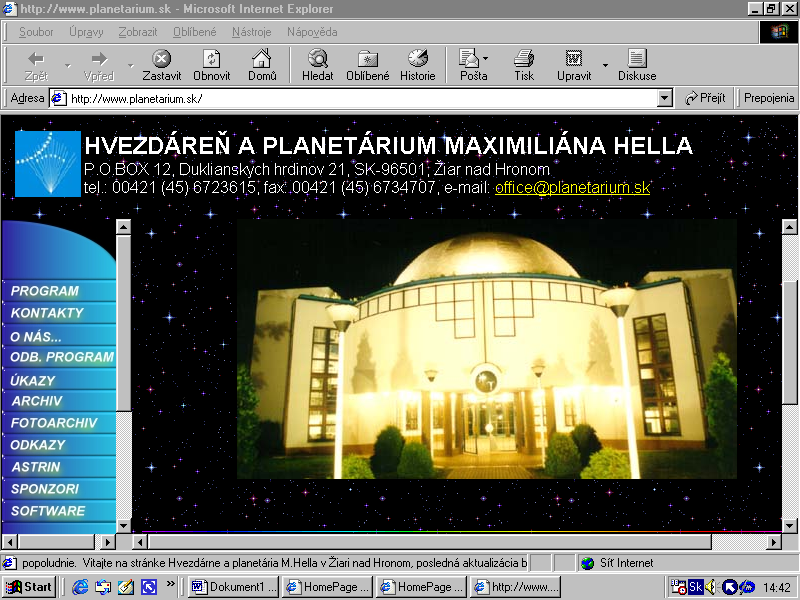 http://www.planetarium.sk - Microsoft Internet Explorer
Soubor Úpravy Zobrazit Oblíbené Nástroje Nápověda
Zpět Vpřed Zastavit Obnovit Domů Hledat Oblíbené Historie Pošta Tisk Upravit Diskuse
Adresa http://www.planetarium.sk/ Přejít Propojenia
HVEZDÁREŇ A PLANETÁRIUM MAXIMILIÁNA HELLA
P.O.BOX 12, Duklianskych hrdinov 21, SK-96501, Žiar nad Hronom
tel.: 00421 (45) 6723615, fax: 00421 (45) 6734707, e-mail: office@planetarium.sk
PROGRAM
KONTAKTY
O NÁS...
ODB. PROGRAM
ÚKAZY
ARCHIV
FOTOARCHIV
ODKAZY
ASTRIN
SPONZORI
SOFTWARE
popoludnie. Vitajte na stránke Hvezdárne a planetária M.Hella v Žiari nad Hronom, posledná aktualizácia b Síť Internet
Start » Dokument1 ... HomePage ... HomePage ... http://www.... Sk 14:42